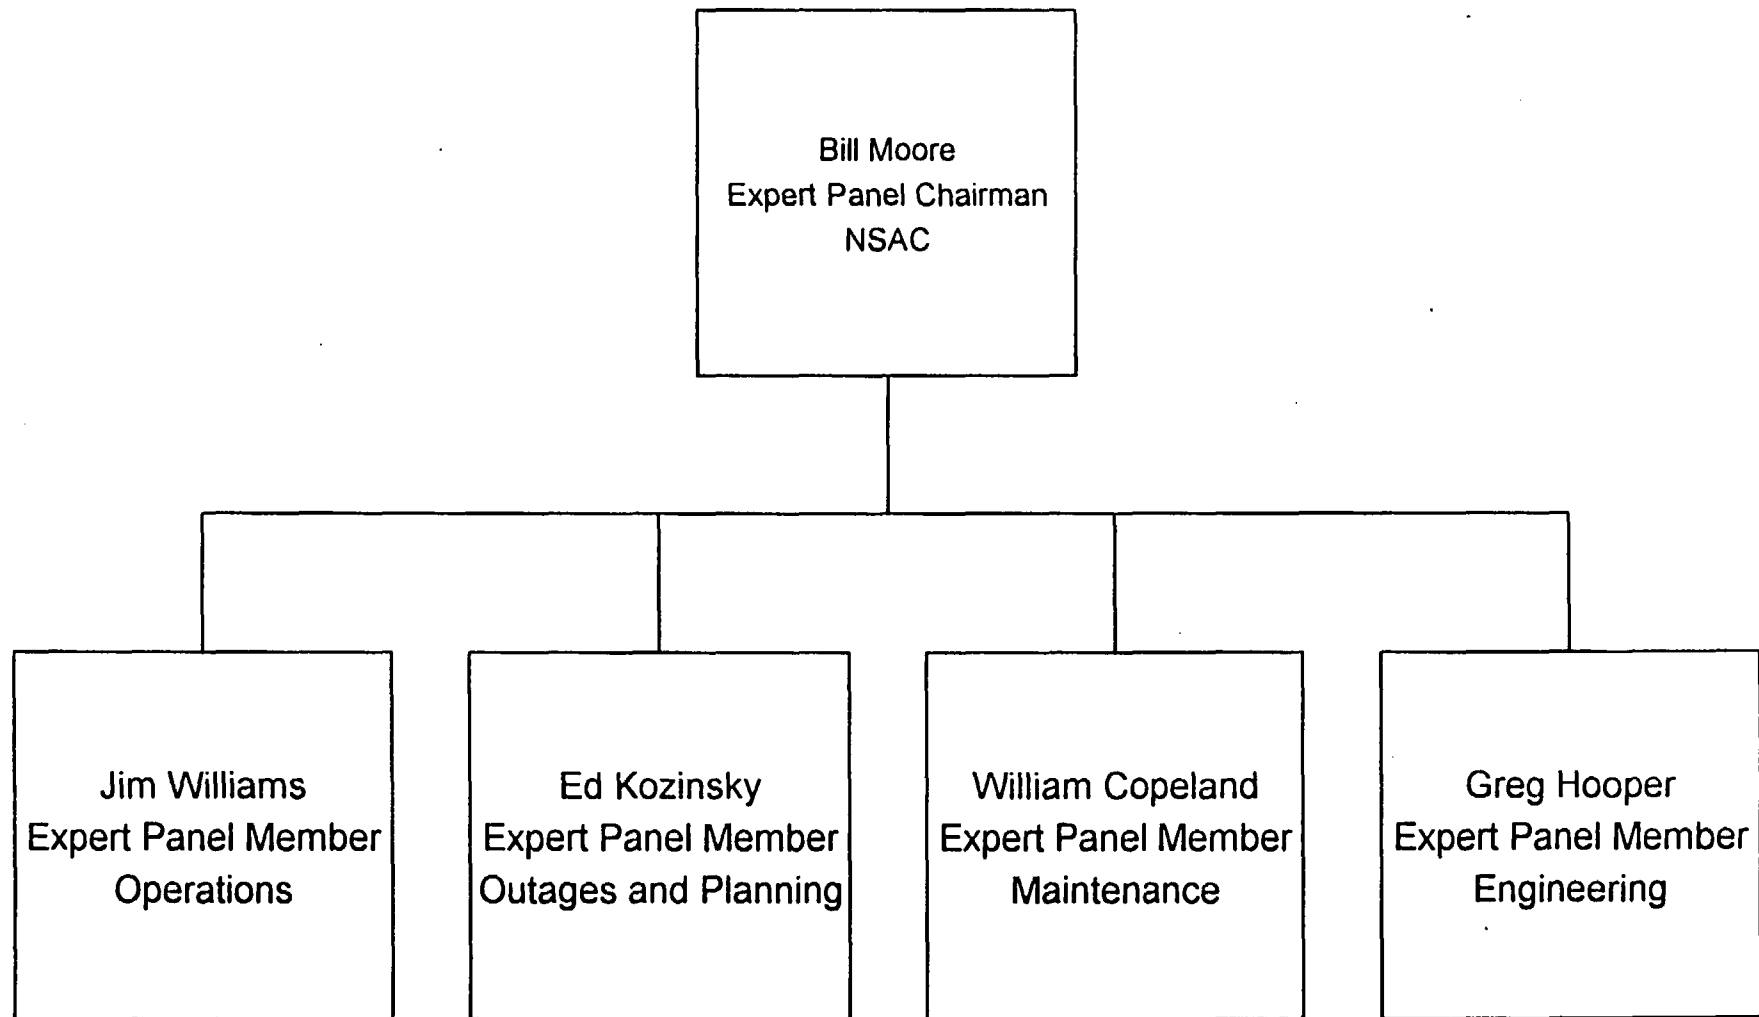 Bill Moore
Expert Panel Chairman
NSAC
Jim Williams
Expert Panel Member
Operations
Ed Kozinsky
Expert Panel Member
Outages and Planning
William Copeland
Expert Panel Member
Maintenance
Greg Hooper
Expert Panel Member
Engineering